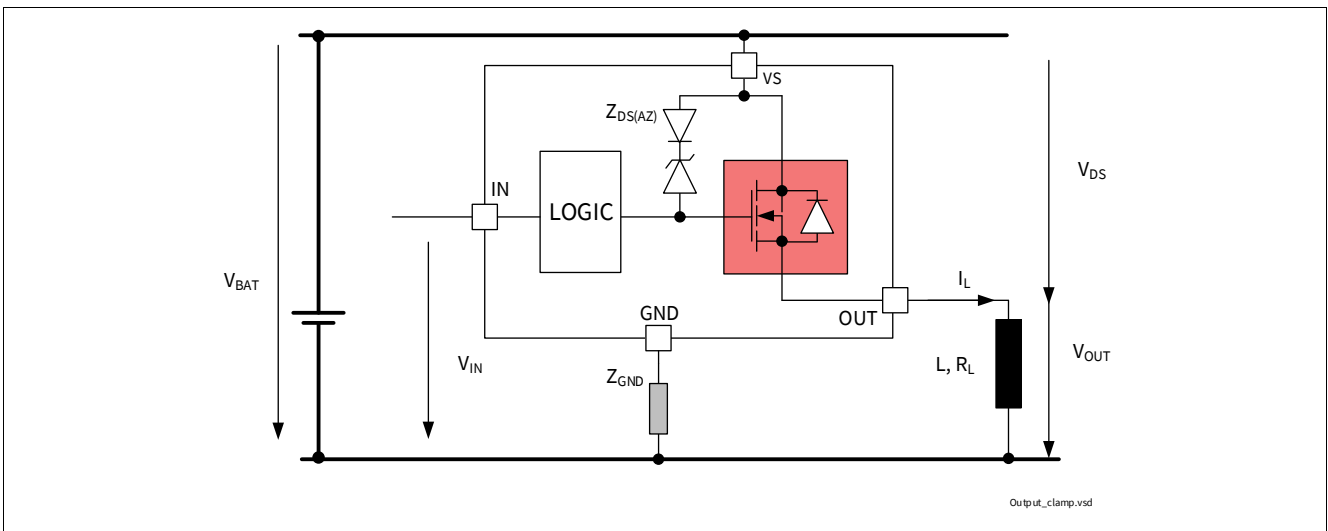 VS
Z_DS(AZ)
V_DS
IN
LOGIC
V_BAT
I_L
GND
OUT
V_IN
Z_GND
L, R_L
V_OUT
Output_clamp.vsd